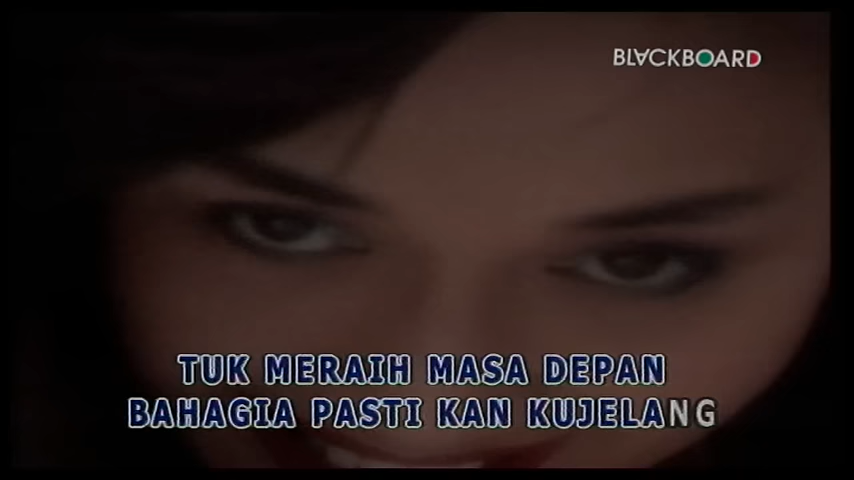 BLACKBOARD
TUK MERAIH MASA DEPAN
BAHAGIA PASTI KAN KUJELANG